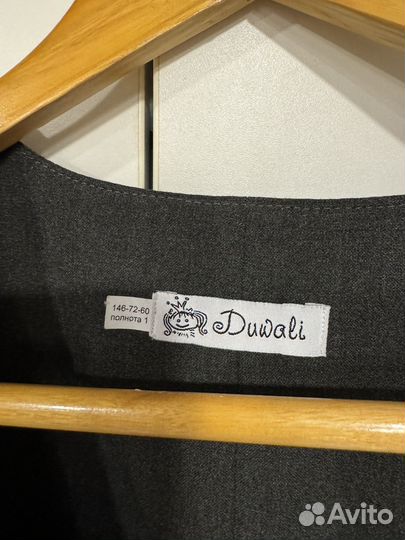 146-72-60
полнота 1
Duwali
Avito